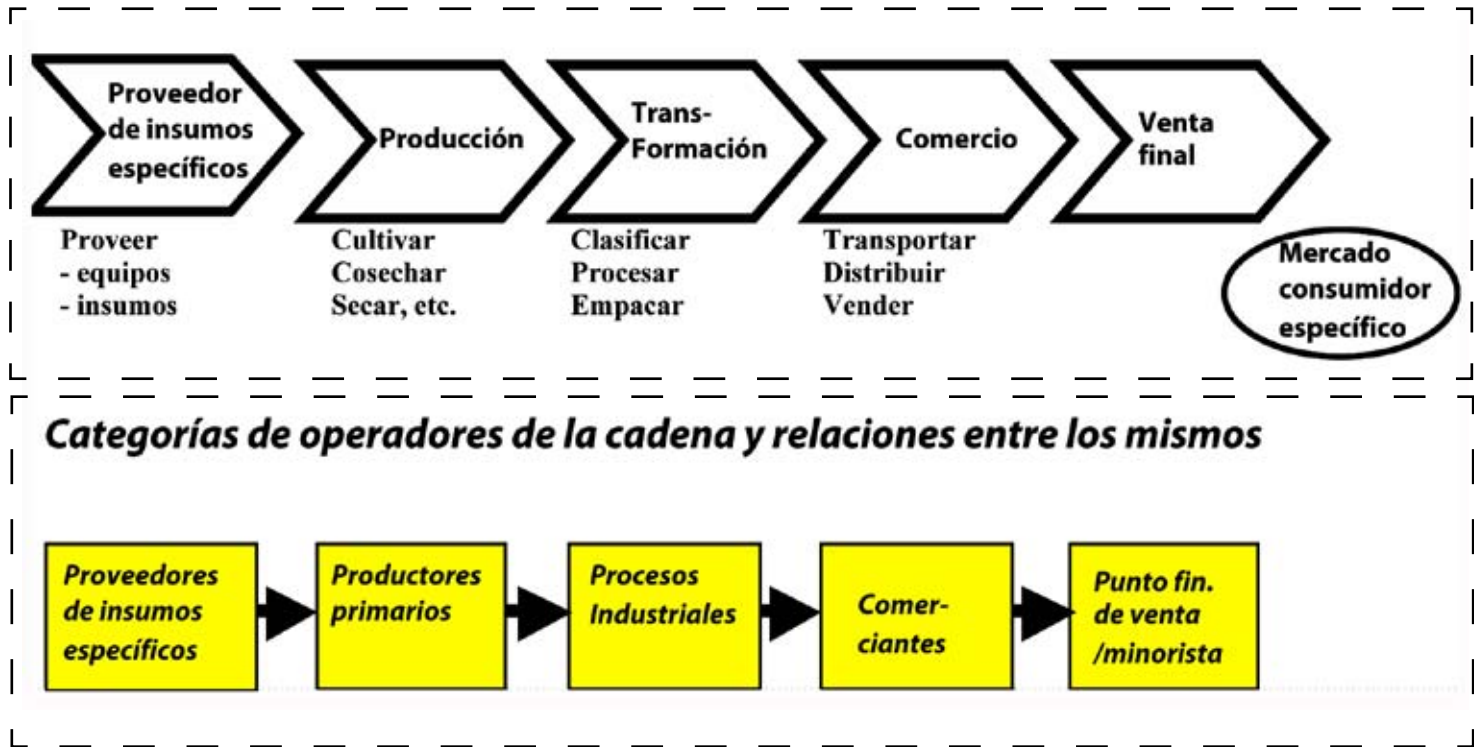 Proveedor
de insumos
específicos
Producción
Trans-
Formación
Comercio
Venta
final
Proveer
- equipos
- insumos
Cultivar
Cosechar
Secar, etc.
Clasificar
Procesar
Empacar
Transportar
Distribuir
Vender
Mercado
consumidor
específico
Categorías de operadores de la cadena y relaciones entre los mismos
Proveedores
de insumos
específicos
Productores
primarios
Procesos
Industriales
Comer-
ciantes
Punto fin.
de venta
/minorista